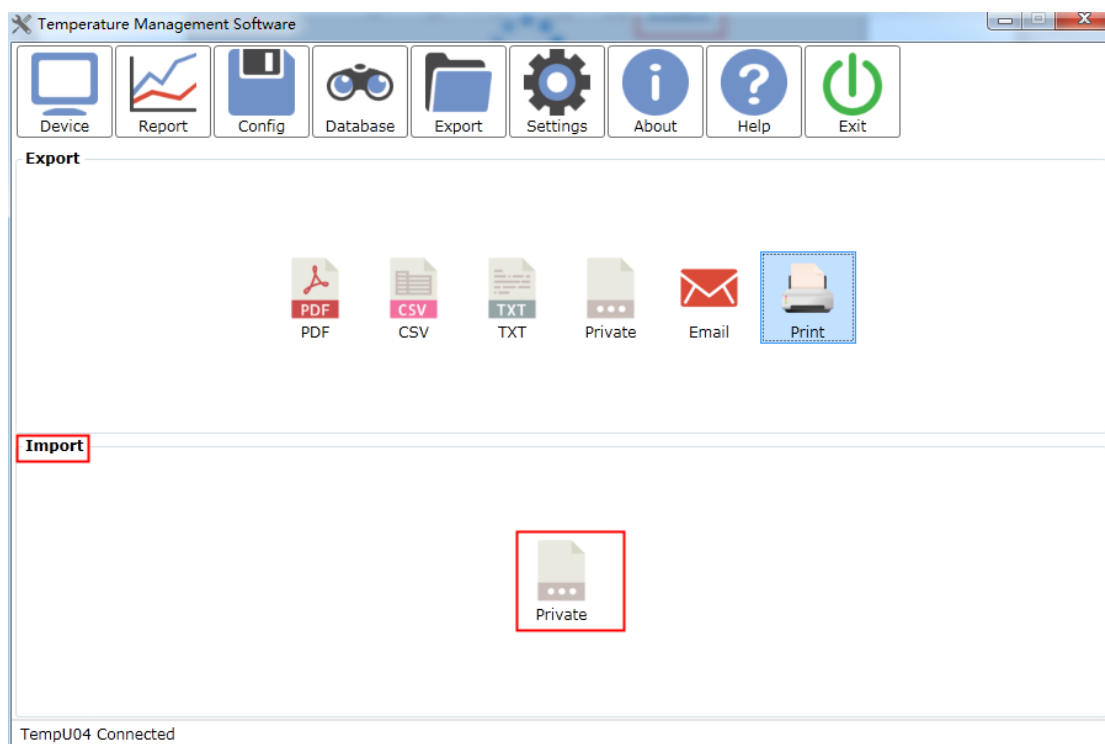 Temperature Management Software
Device Report Config Database Export Settings About Help Exit
Export
PDF CSV TXT
PDF CSV TXT Private Email Print
Import
Private
TempU04 Connected